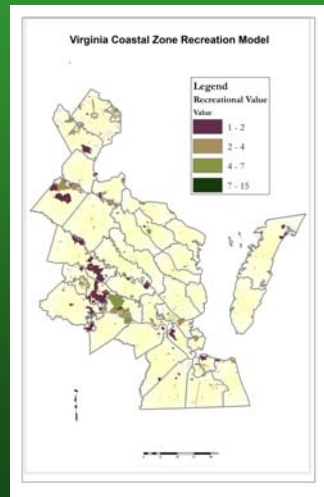 Virginia Coastal Zone Recreation Model
Legend
Recreational Value
Value
1 - 2
2 - 4
4 - 7
7 - 15